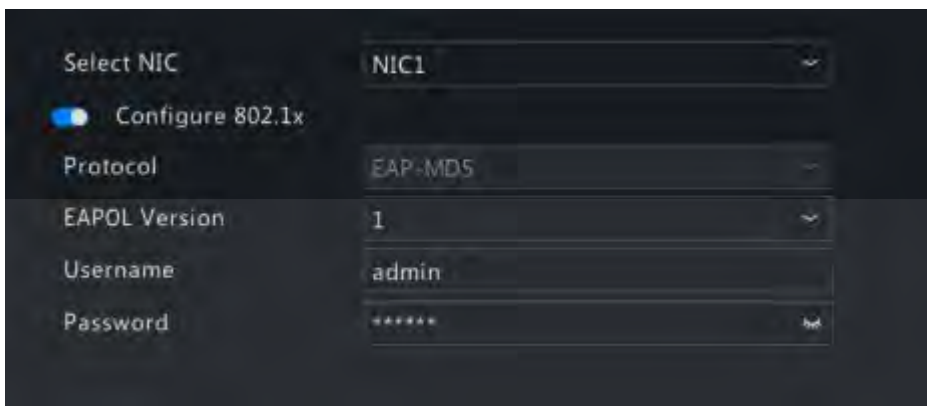 Select NIC NIC1
Configure 802.1x
Protocol EAP-MD5
EAPOL Version 1
Username admin
Password ******